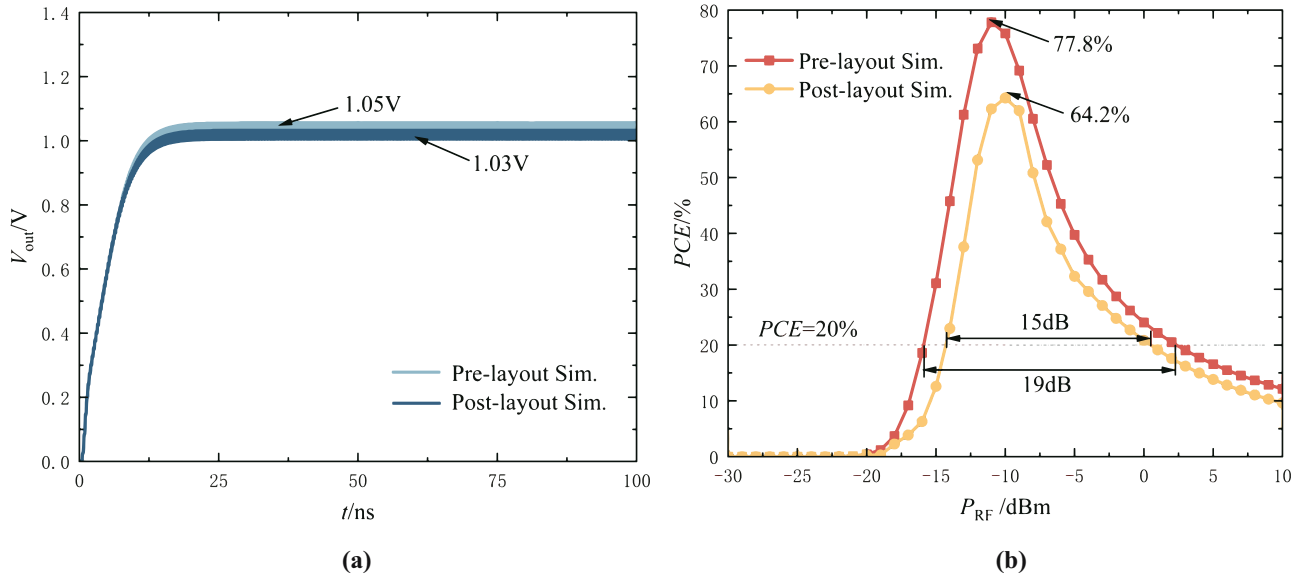 1.4
1.2
1.0
0.8
0.6
0.4
0.2
0.0
V_out/V
1.05V
1.03V
Pre-layout Sim.
Post-layout Sim.
0 25 50 75 100
t/ns
(a)
80
70
60
50
40
30
20
10
0
PCE/%
77.8%
Pre-layout Sim.
Post-layout Sim.
64.2%
PCE=20%
15dB
19dB
-30 -25 -20 -15 -10 -5 0 5 10
P_RF /dBm
(b)